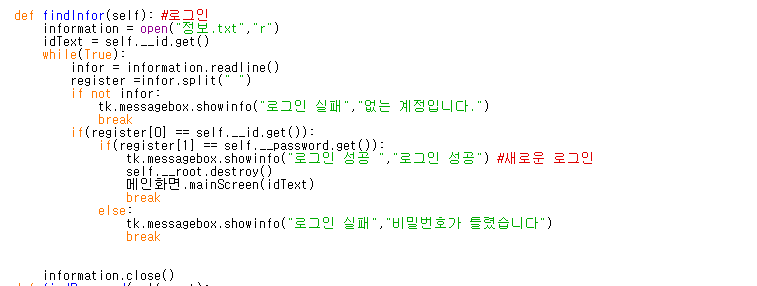 def findInfor(self): #로그인
    information = open("정보.txt","r")
    idText = self.__id.get()
    while(True):
        infor = information.readline()
        register =infor.split(" ")
        if not infor:
            tk.messagebox.showinfo("로그인 실패","없는 계정입니다.")
            break
        if(register[0] == self.__id.get()):
            if(register[1] == self.__password.get()):
                tk.messagebox.showinfo("로그인 성공 ","로그인 성공") #새로운 로그인
                self.__root.destroy()
                메인화면.mainScreen(idText)
                break
            else:
                tk.messagebox.showinfo("로그인 실패","비밀번호가 틀렸습니다")
                break
    information.close()